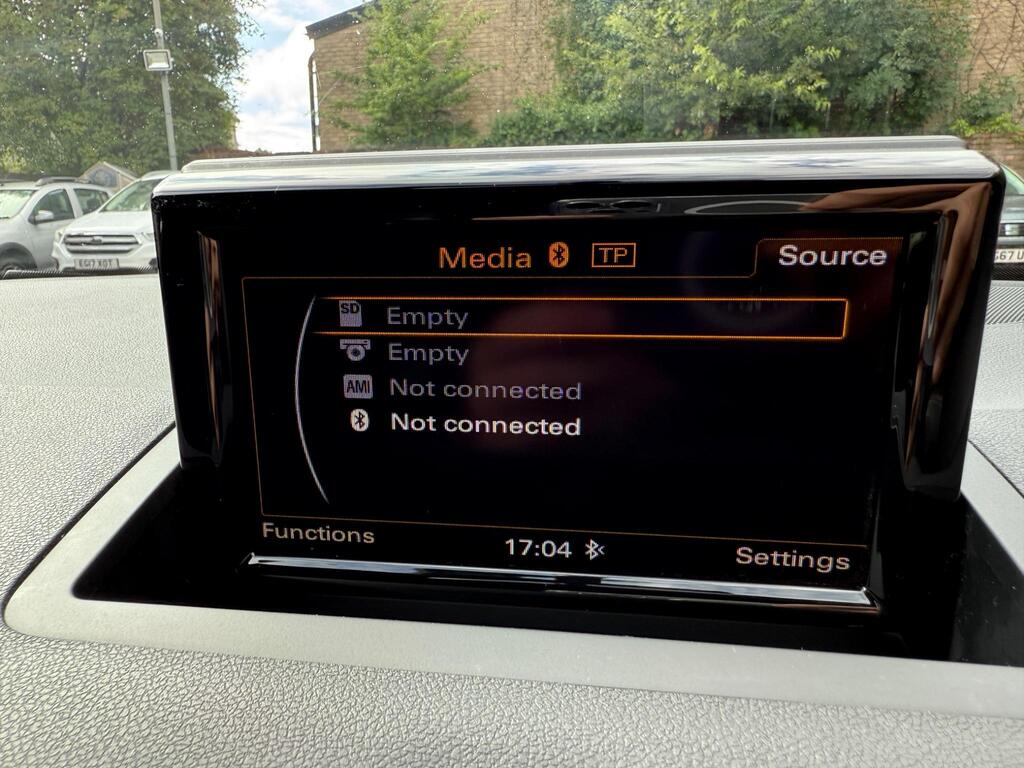 Media TP Source
SD Empty
Empty
AMI Not connected
Not connected
Functions 17:04 Settings
EG17 XOT